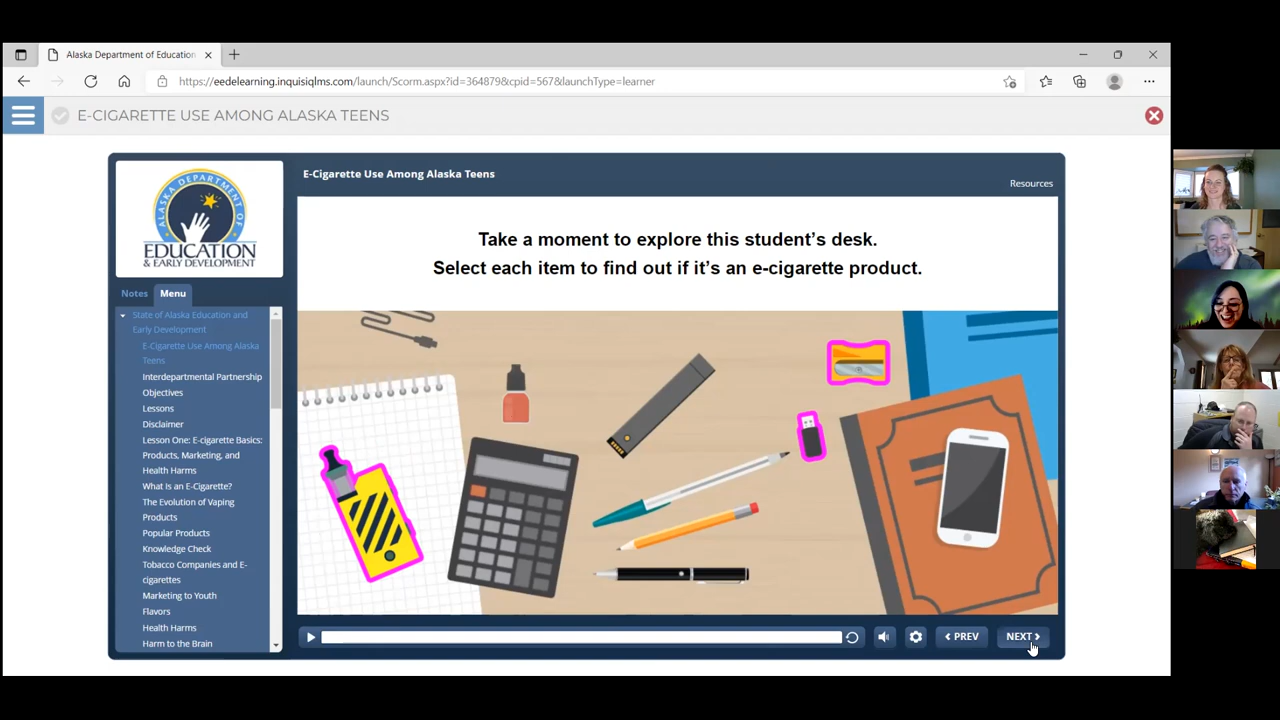 Alaska Department of Education
https://eedelearning.inquisiqlms.com/launch/Scorm.aspx?id=364879&cpid=567&launchType=learner
E-CIGARETTE USE AMONG ALASKA TEENS
ALASKA DEPARTMENT OF
EDUCATION
& EARLY DEVELOPMENT
E-Cigarette Use Among Alaska Teens
Resources
Take a moment to explore this student's desk.
Select each item to find out if it's an e-cigarette product.
Notes
Menu
State of Alaska Education and
Early Development
E-Cigarette Use Among Alaska
Teens
Interdepartmental Partnership
Objectives
Lessons
Disclaimer
Lesson One: E-cigarette Basics:
Products, Marketing, and
Health Harms
What Is an E-Cigarette?
The Evolution of Vaping
Products
Popular Products
Knowledge Check
Tobacco Companies and E-
cigarettes
Marketing to Youth
Flavors
Health Harms
Harm to the Brain
PREV
NEXT